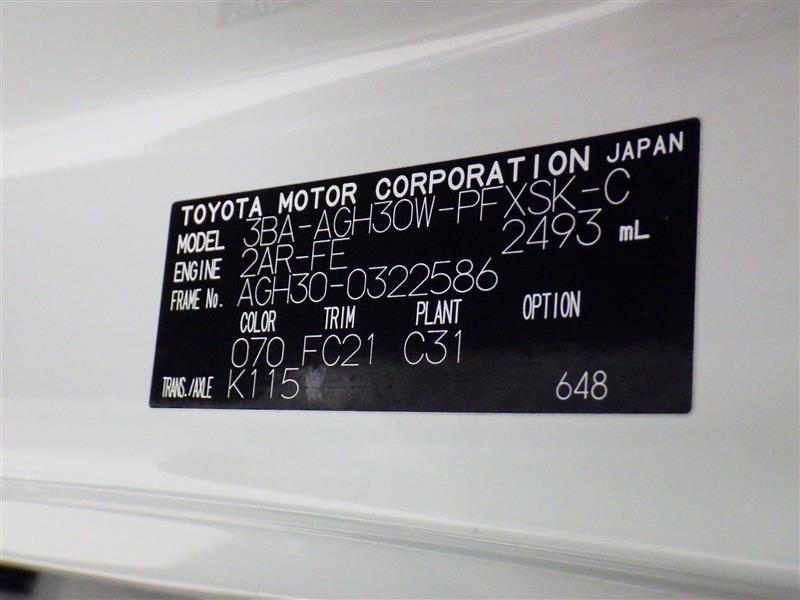 TOYOTA MOTOR CORPORATION JAPAN
MODEL 3BA-AGH30W-PFXSK-C
ENGINE 2AR-FE 2493 mL
FRAME No. AGH30-0322586
COLOR TRIM PLANT OPTION
070 FC21 C31
TRANS./AXLE K115 648